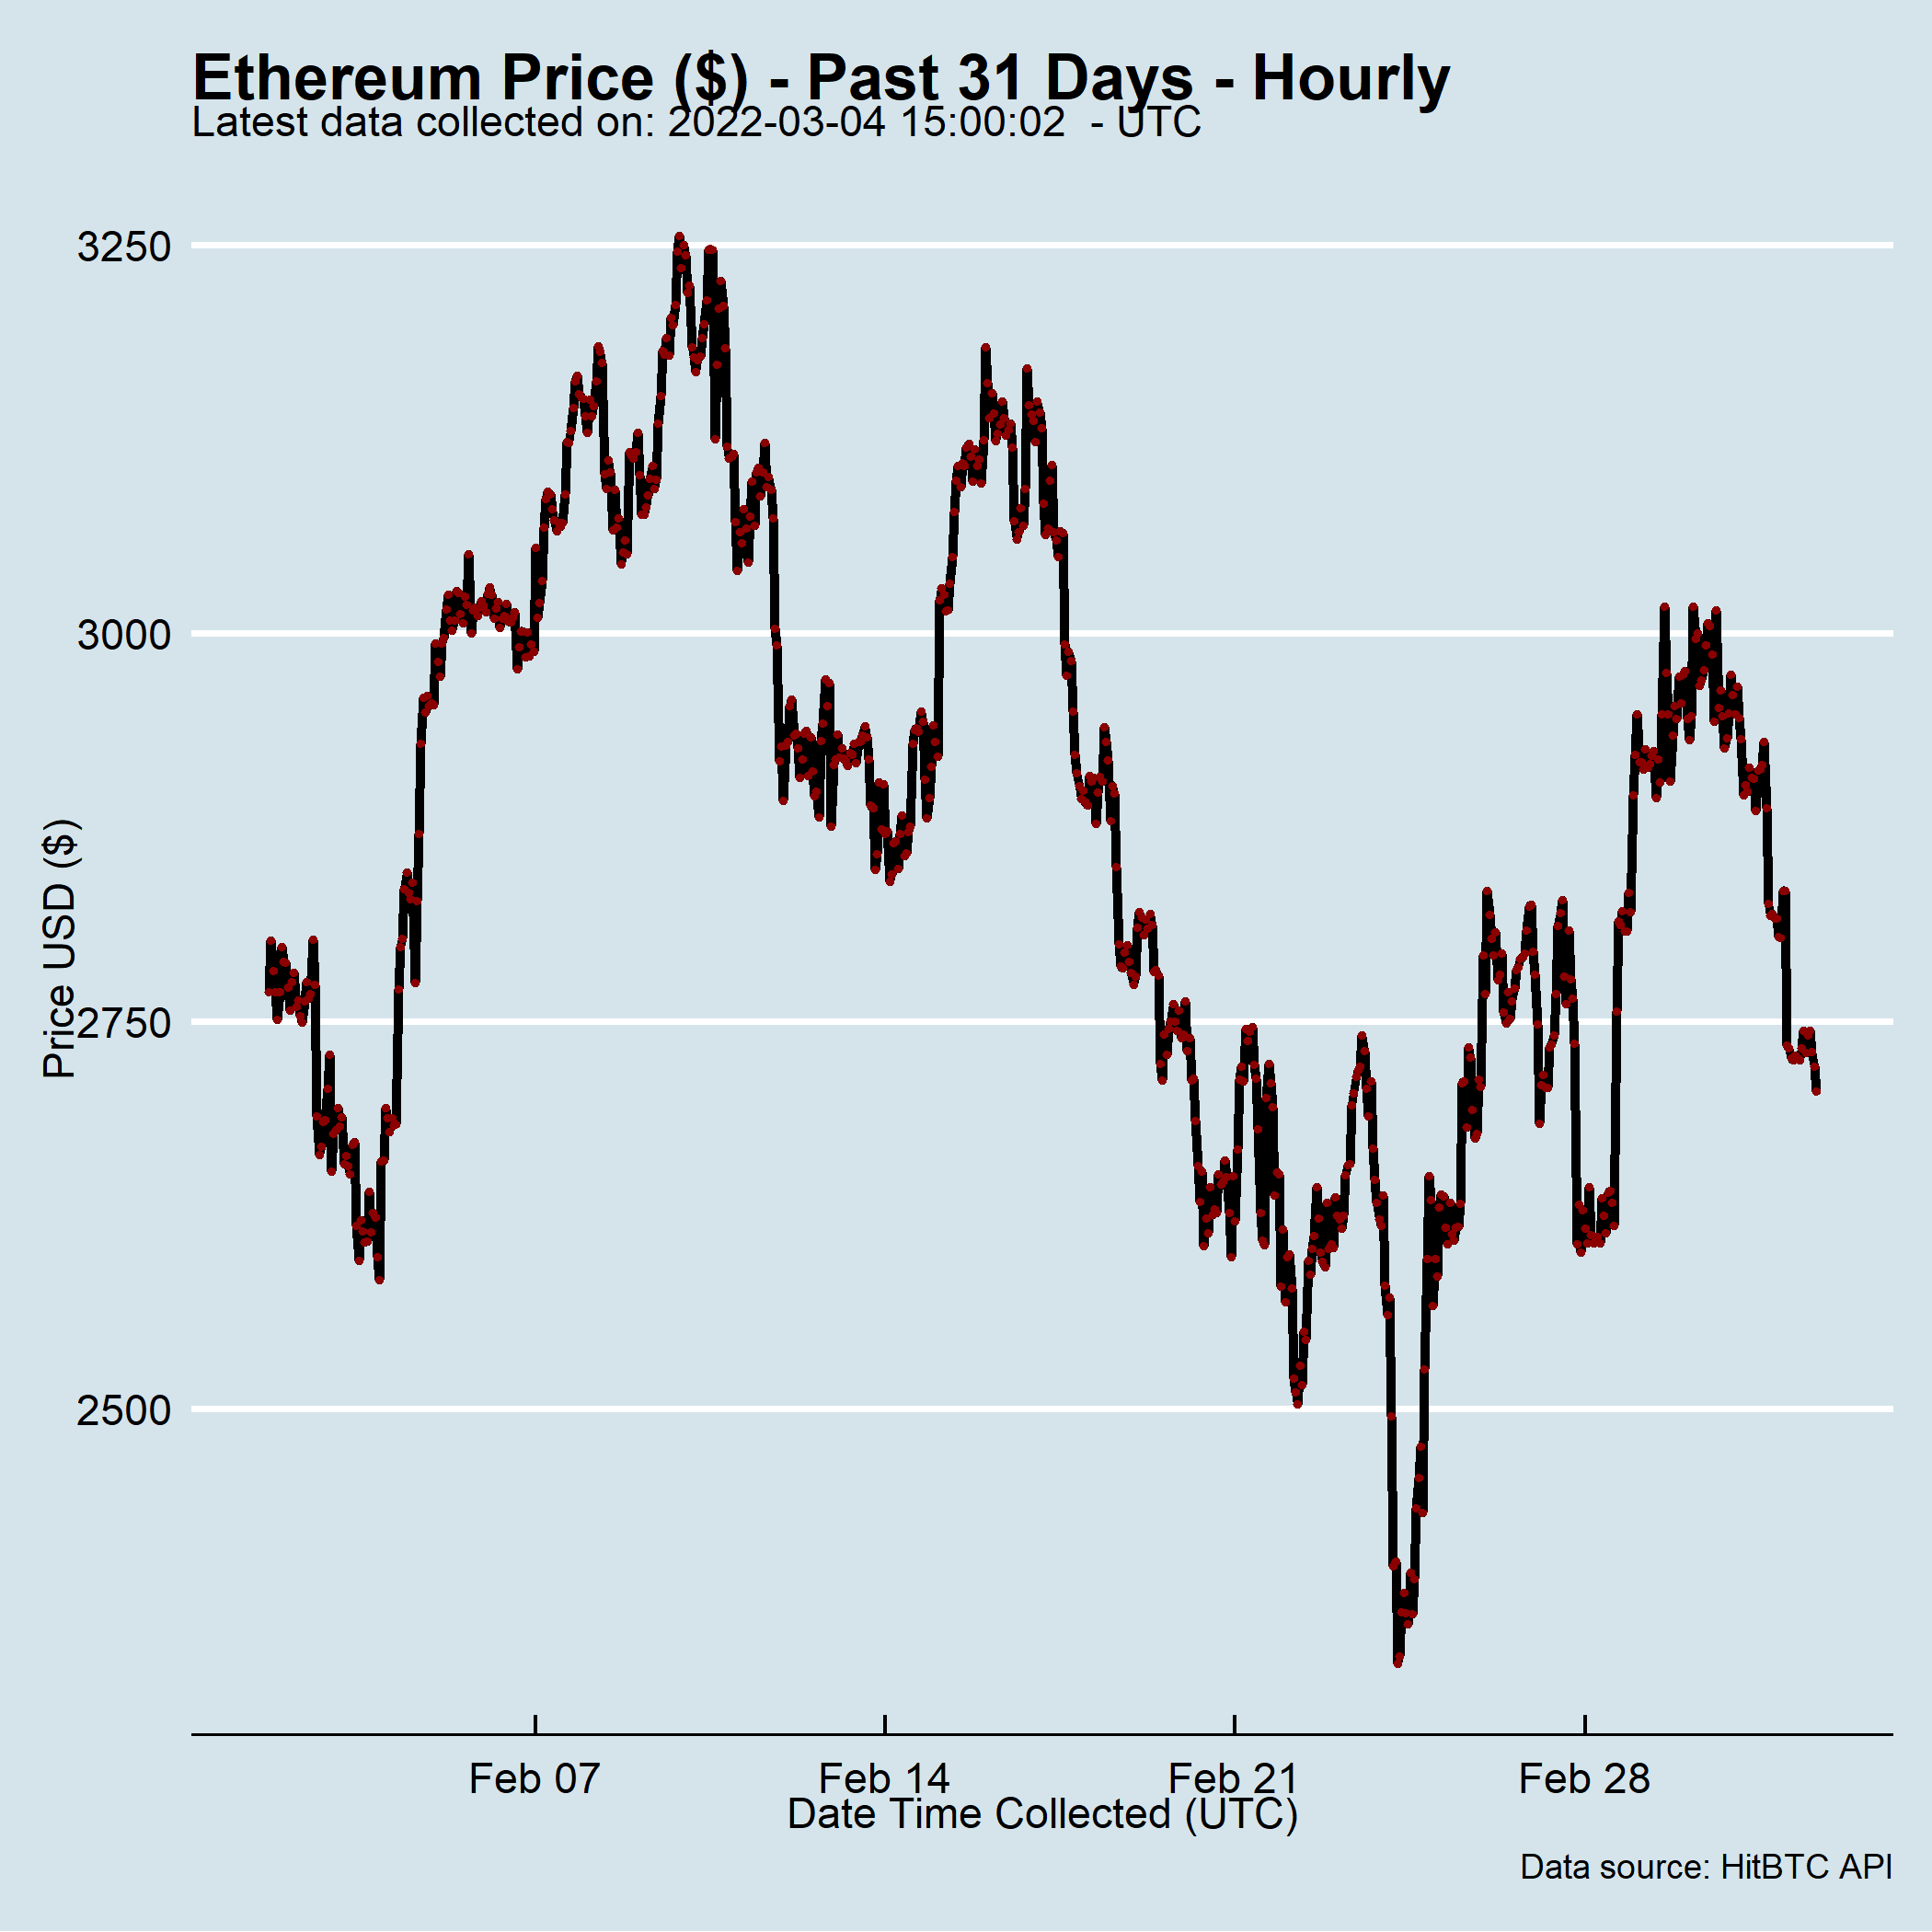 Ethereum Price ($) - Past 31 Days - Hourly
Latest data collected on: 2022-03-04 15:00:02  - UTC
3250
3000
2750
2500
Price USD ($)
Feb 07
Feb 14
Feb 21
Feb 28
Date Time Collected (UTC)
Data source: HitBTC API